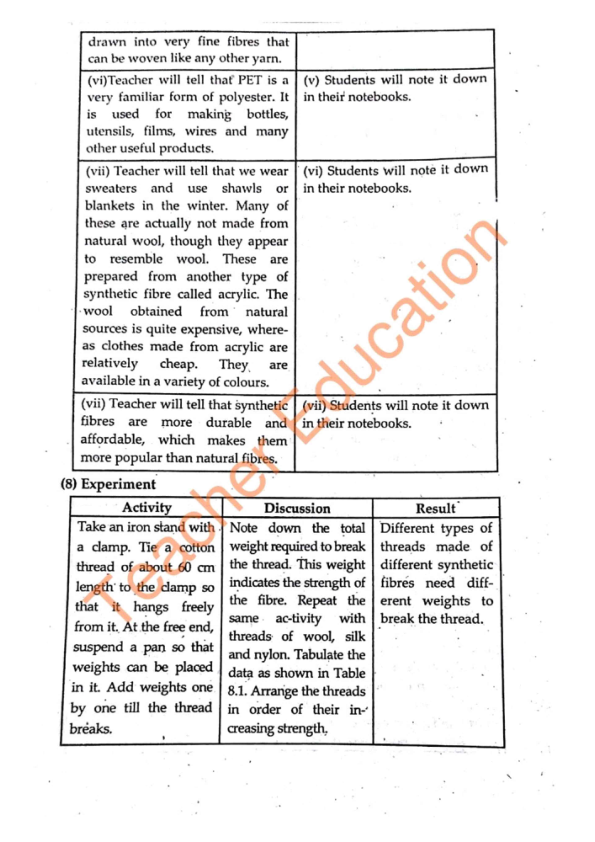 drawn into very fine fibres that
can be woven like any other yarn.
(vi)Teacher will tell that PET is a
very familiar form of polyester. It
is used for making bottles,
utensils, films, wires and many
other useful products.
(v) Students will note it down
in their notebooks.
(vii) Teacher will tell that we wear
sweaters and use shawls or
blankets in the winter. Many of
these are actually not made from
natural wool, though they appear
to resemble wool. These are
prepared from another type of
synthetic fibre called acrylic. The
wool obtained from natural
sources is quite expensive, where-
as clothes made from acrylic are
relatively cheap. They are
available in a variety of colours.
(vi) Students will note it down
in their notebooks.
(vii) Teacher will tell that synthetic
fibres are more durable and
affordable, which makes them
more popular than natural fibres.
(vii) Students will note it down
in their notebooks.
(8) Experiment
Activity
Take an iron stand with
a clamp. Tie a cotton
thread of about 60 cm
length to the clamp so
that it hangs freely
from it. At the free end,
suspend a pan so that
weights can be placed
in it. Add weights one
by one till the thread
breaks.
Discussion
Note down the total
weight required to break
the thread. This weight
indicates the strength of
the fibre. Repeat the
same ac-tivity with
threads of wool, silk
and nylon. Tabulate the
data as shown in Table
8.1. Arrange the threads
in order of their in-
creasing strength.
Result
Different types of
threads made of
different synthetic
fibres need diff-
erent weights to
break the thread.
Teacher Education